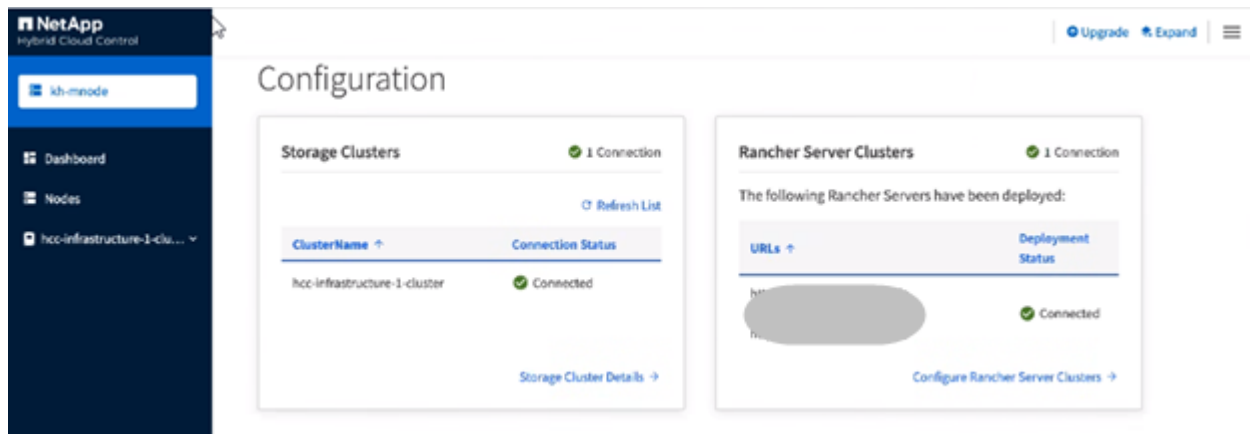 NetApp
Hybrid Cloud Control
Upgrade
Expand
kh-mnode
Dashboard
Nodes
hcc-infrastructure-1-clu...
Configuration
Storage Clusters
1 Connection
Refresh List
ClusterName ↑
Connection Status
hcc-infrastructure-1-cluster
Connected
Storage Cluster Details →
Rancher Server Clusters
1 Connection
The following Rancher Servers have been deployed:
URLs ↑
Deployment
Status
Connected
Configure Rancher Server Clusters →